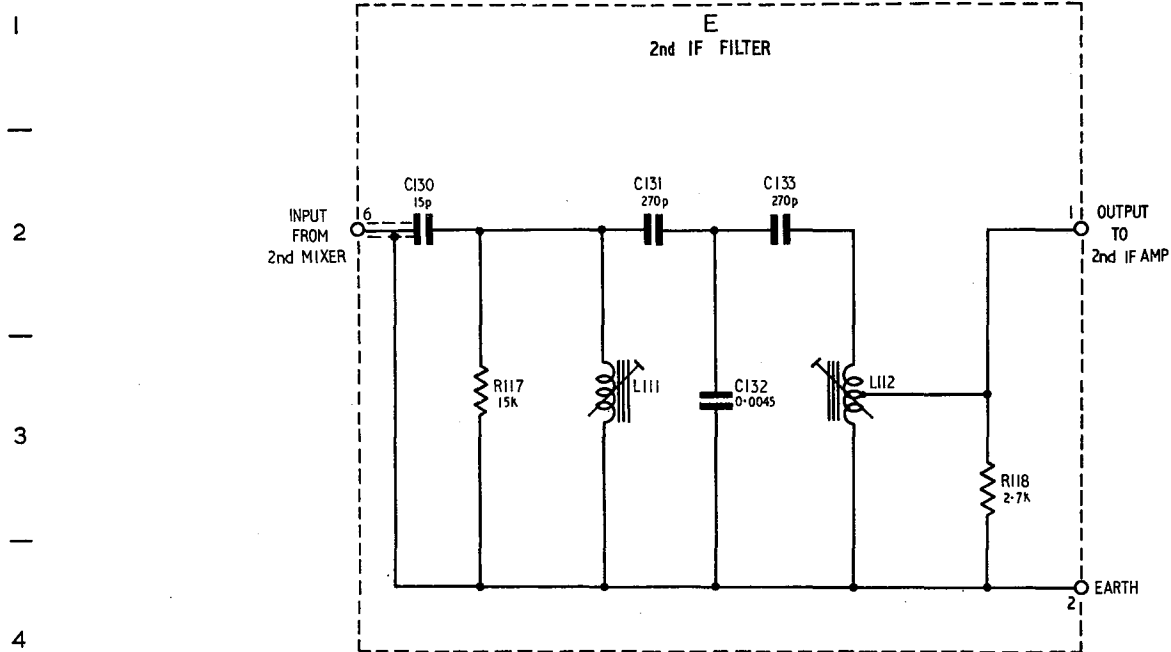 1
E
2nd IF FILTER
C130
15p
C131
270p
C133
270p
6
INPUT
FROM
2nd MIXER
2
1
OUTPUT
TO
2nd IF AMP
R117
15K
L111
C132
0·0045
L112
3
R118
2·7K
2
EARTH
4